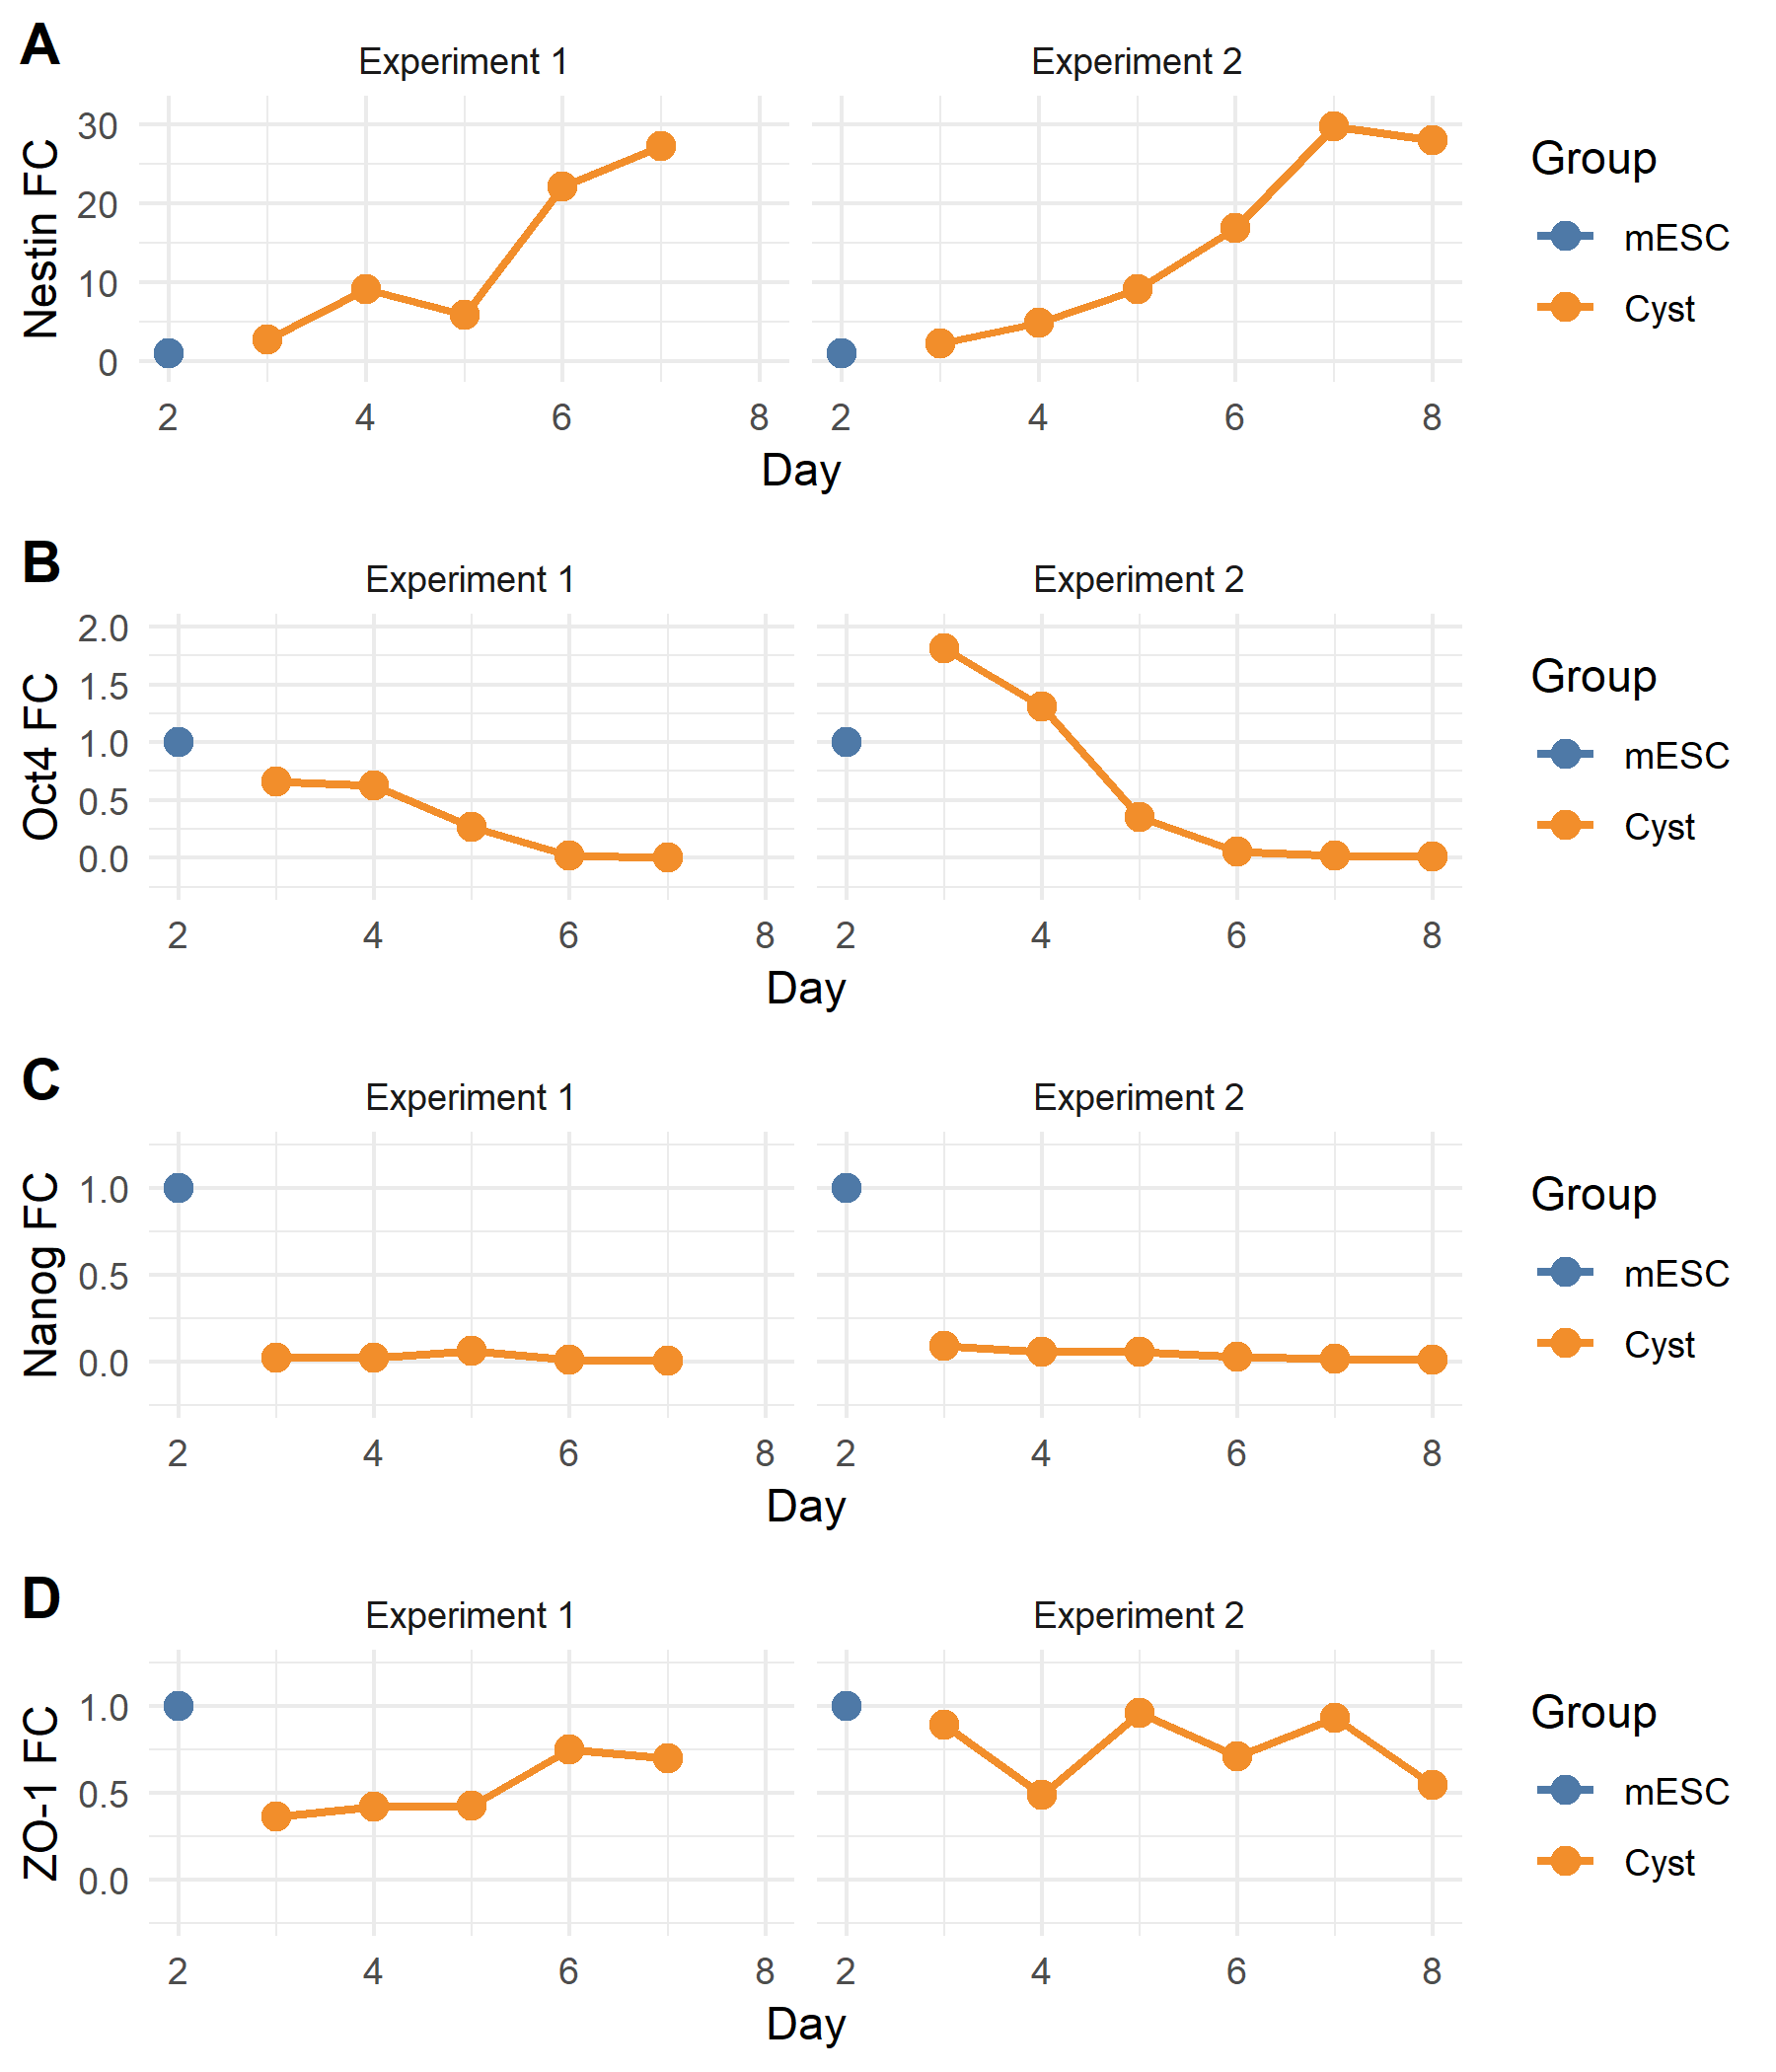 A
Experiment 1 Experiment 2
Nestin FC
30
20
10
0
2 4 6 8 2 4 6 8
Day
Group
mESC
Cyst
B
Experiment 1 Experiment 2
Oct4 FC
2.0
1.5
1.0
0.5
0.0
2 4 6 8 2 4 6 8
Day
Group
mESC
Cyst
C
Experiment 1 Experiment 2
Nanog FC
1.0
0.5
0.0
2 4 6 8 2 4 6 8
Day
Group
mESC
Cyst
D
Experiment 1 Experiment 2
ZO-1 FC
1.0
0.5
0.0
2 4 6 8 2 4 6 8
Day
Group
mESC
Cyst